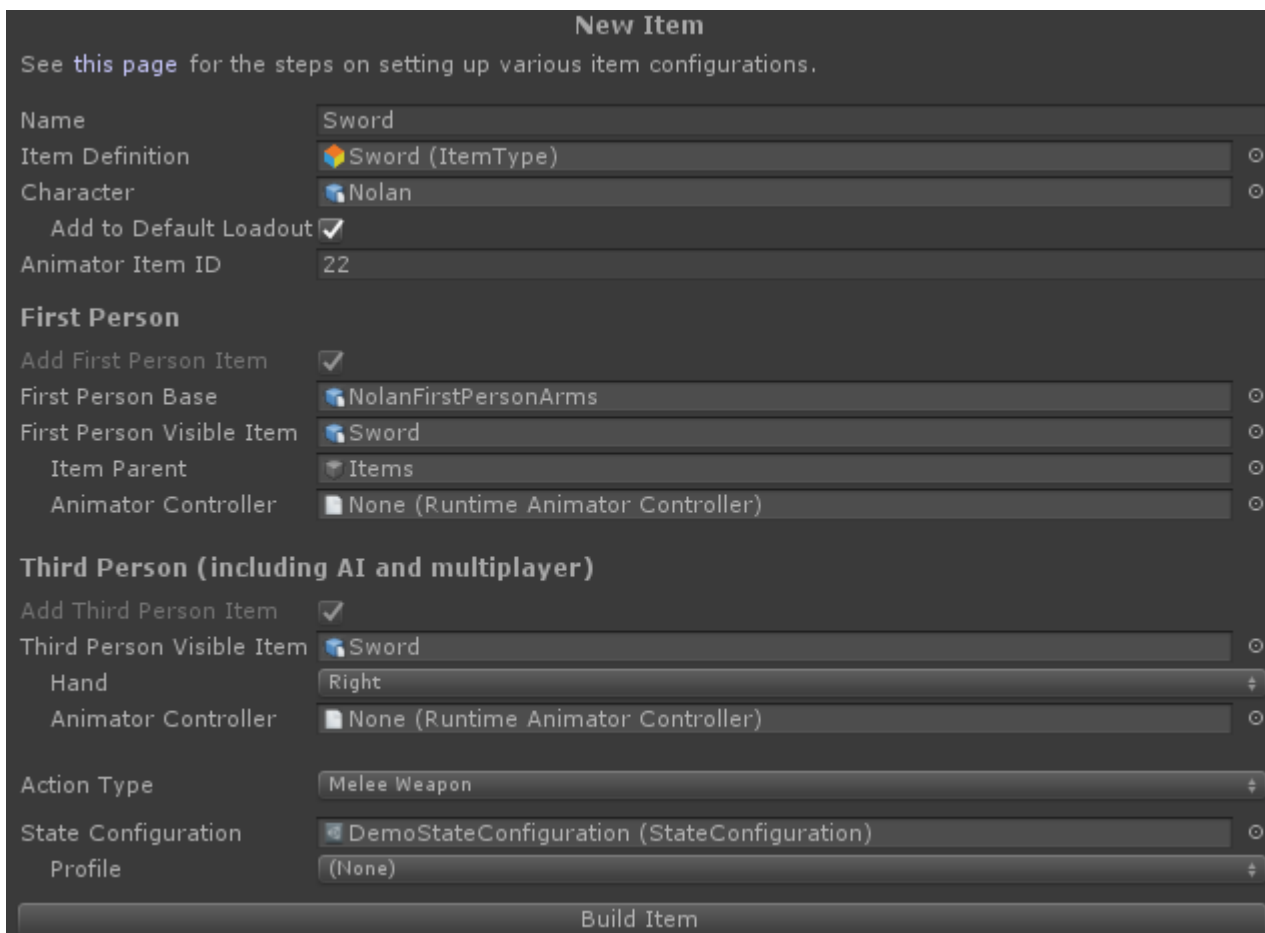 New Item
See this page for the steps on setting up various item configurations.
Name Sword
Item Definition Sword (ItemType)
Character Nolan
Add to Default Loadout
Animator Item ID 22
First Person
Add First Person Item
First Person Base NolanFirstPersonArms
First Person Visible Item Sword
Item Parent Items
Animator Controller None (Runtime Animator Controller)
Third Person (including AI and multiplayer)
Add Third Person Item
Third Person Visible Item Sword
Hand Right
Animator Controller None (Runtime Animator Controller)
Action Type Melee Weapon
State Configuration DemoStateConfiguration (StateConfiguration)
Profile (None)
Build Item